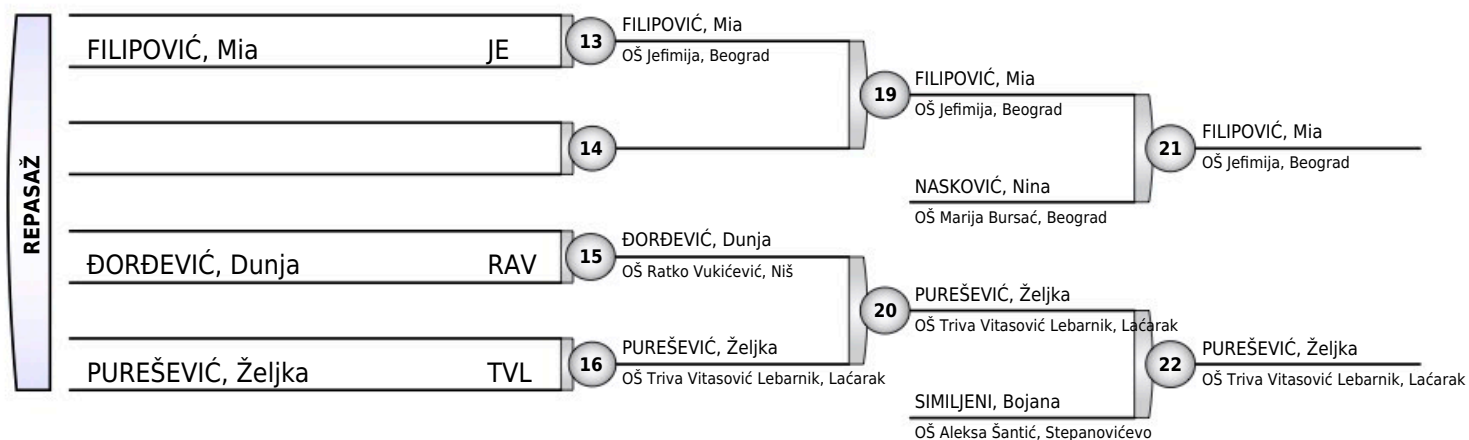 REPASAŽ
FILIPOVIĆ, Mia JE
13
FILIPOVIĆ, Mia
OŠ Jefimija, Beograd
14
19
FILIPOVIĆ, Mia
OŠ Jefimija, Beograd
NASKOVIĆ, Nina
OŠ Marija Bursać, Beograd
21
FILIPOVIĆ, Mia
OŠ Jefimija, Beograd
ĐORĐEVIĆ, Dunja RAV
15
ĐORĐEVIĆ, Dunja
OŠ Ratko Vukićević, Niš
PUREŠEVIĆ, Željka TVL
16
PUREŠEVIĆ, Željka
OŠ Triva Vitasović Lebarnik, Laćarak
20
PUREŠEVIĆ, Željka
OŠ Triva Vitasović Lebarnik, Laćarak
SIMILJENI, Bojana
OŠ Aleksa Šantić, Stepanovićevo
22
PUREŠEVIĆ, Željka
OŠ Triva Vitasović Lebarnik, Laćarak